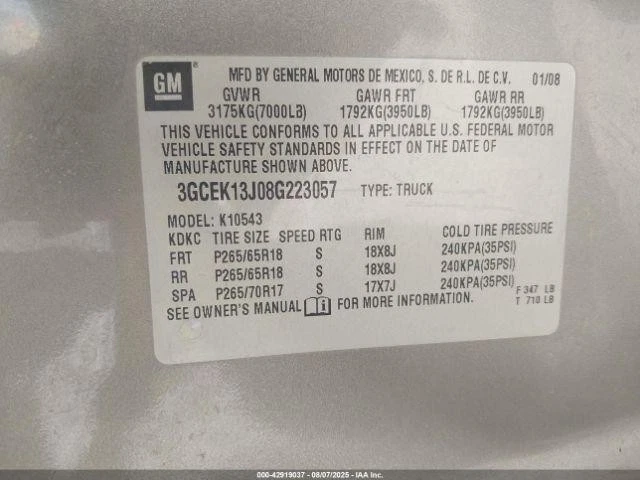 GM ®
MFD BY GENERAL MOTORS DE MEXICO, S. DE R.L. DE C.V. 01/08
GVWR GAWR FRT GAWR RR
3175KG(7000LB) 1792KG(3950LB) 1792KG(3950LB)
THIS VEHICLE CONFORMS TO ALL APPLICABLE U.S. FEDERAL MOTOR
VEHICLE SAFETY STANDARDS IN EFFECT ON THE DATE OF
MANUFACTURE SHOWN ABOVE.
3GCEK13J08G223057 TYPE: TRUCK
MODEL: K10543
KDKC TIRE SIZE SPEED RTG RIM COLD TIRE PRESSURE
FRT P265/65R18 S 18X8J 240KPA(35PSI)
RR P265/65R18 S 18X8J 240KPA(35PSI)
SPA P265/70R17 S 17X7J 240KPA(35PSI) F 347 LB
T 710 LB
SEE OWNER'S MANUAL FOR MORE INFORMATION.
000-42919037 - 08/07/2025 - IAAI.COM